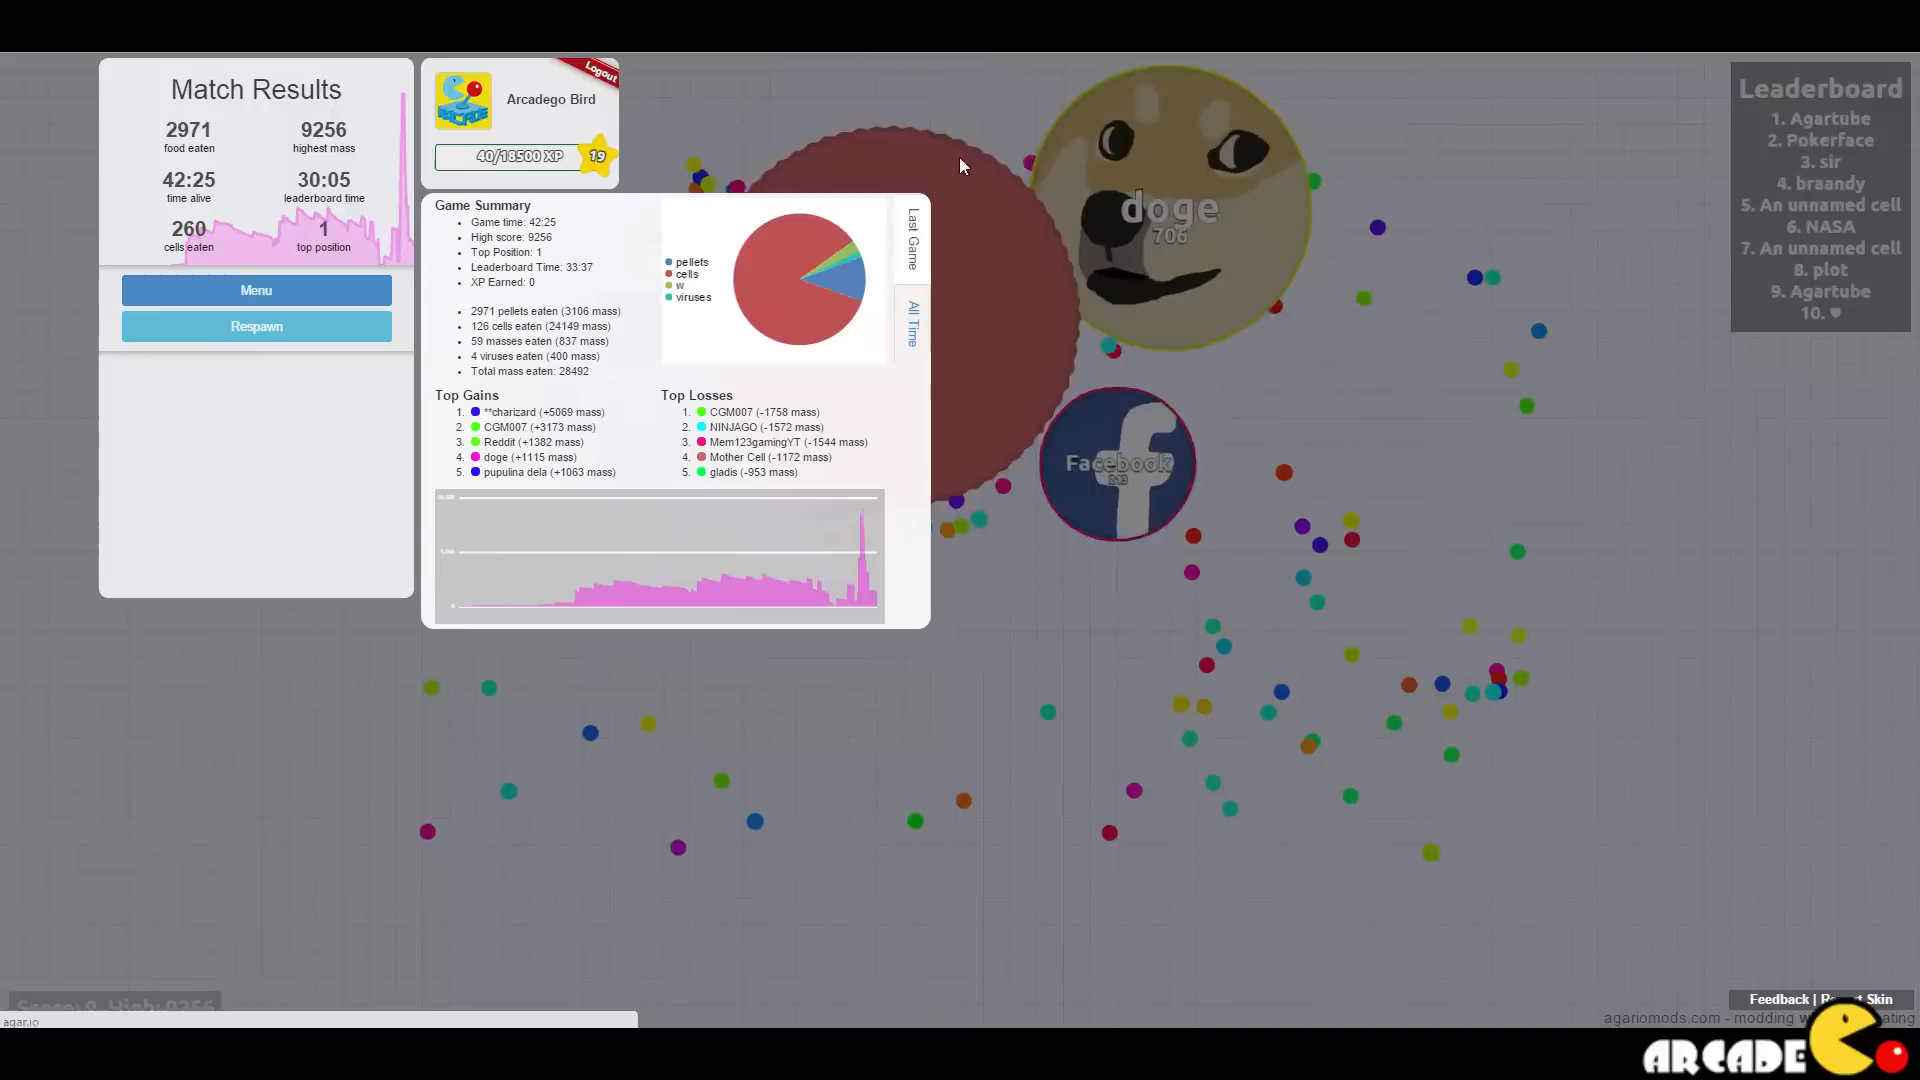 Match Results
2971
food eaten
9256
highest mass
42:25
time alive
30:05
leaderboard time
260
cells eaten
1
top position
Menu
Respawn
Logout
ARCADE
Arcadego Bird
40/18500 XP
19
Game Summary
Game time: 42:25
High score: 9256
Top Position: 1
Leaderboard Time: 33:37
XP Earned: 0
2971 pellets eaten (3106 mass)
126 cells eaten (24149 mass)
59 masses eaten (837 mass)
4 viruses eaten (400 mass)
Total mass eaten: 28492
pellets
cells
w
viruses
Last Game
All Time
Top Gains
1. **charizard (+5069 mass)
2. CGM007 (+3173 mass)
3. Reddit (+1382 mass)
4. doge (+1115 mass)
5. pupulina dela (+1063 mass)
Top Losses
1. CGM007 (-1758 mass)
2. NINJAGO (-1572 mass)
3. Mem123gamingYT (-1544 mass)
4. Mother Cell (-1172 mass)
5. gladis (-953 mass)
doge
706
Facebook
213
Leaderboard
1. Agartube
2. Pokerface
3. sir
4. braandy
5. An unnamed cell
6. NASA
7. An unnamed cell
8. plot
9. Agartube
10. ♥
Score: 0 High: 9256
agar.io
Feedback | Skin
agariomods.com - modding
ARCADE